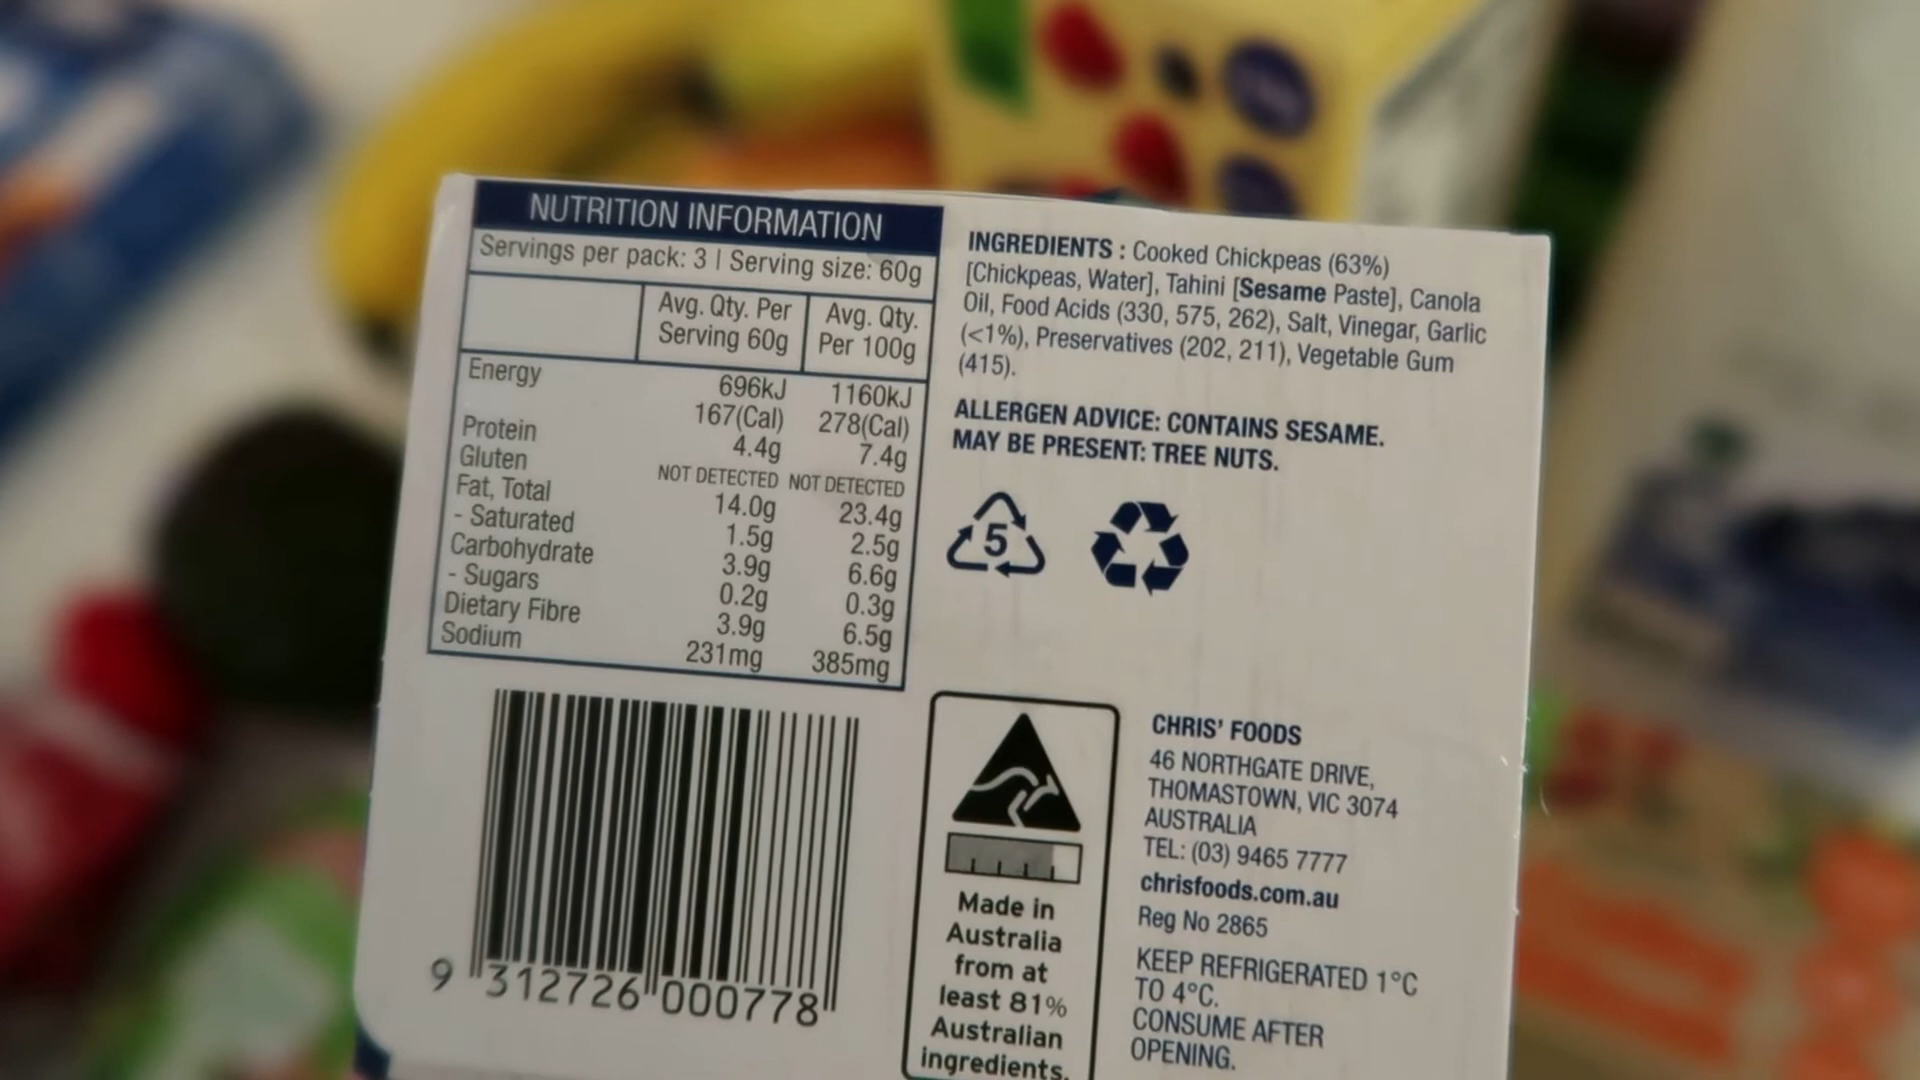 NUTRITION INFORMATION
Servings per pack: 3 | Serving size: 60g
Avg. Qty. Per Serving 60g
Avg. Qty. Per 100g
Energy 696kJ 1160kJ
167(Cal) 278(Cal)
Protein 4.4g 7.4g
Gluten NOT DETECTED NOT DETECTED
Fat, Total 14.0g 23.4g
- Saturated 1.5g 2.5g
Carbohydrate 3.9g 6.6g
- Sugars 0.2g 0.3g
Dietary Fibre 3.9g 6.5g
Sodium 231mg 385mg
INGREDIENTS : Cooked Chickpeas (63%)
[Chickpeas, Water], Tahini [Sesame Paste], Canola
Oil, Food Acids (330, 575, 262), Salt, Vinegar, Garlic
(<1%), Preservatives (202, 211), Vegetable Gum
(415).
ALLERGEN ADVICE: CONTAINS SESAME.
MAY BE PRESENT: TREE NUTS.
5
9 312726 000778
Made in
Australia
from at
least 81%
Australian
ingredients.
CHRIS' FOODS
46 NORTHGATE DRIVE,
THOMASTOWN, VIC 3074
AUSTRALIA
TEL: (03) 9465 7777
chrisfoods.com.au
Reg No 2865
KEEP REFRIGERATED 1°C
TO 4°C.
CONSUME AFTER
OPENING.